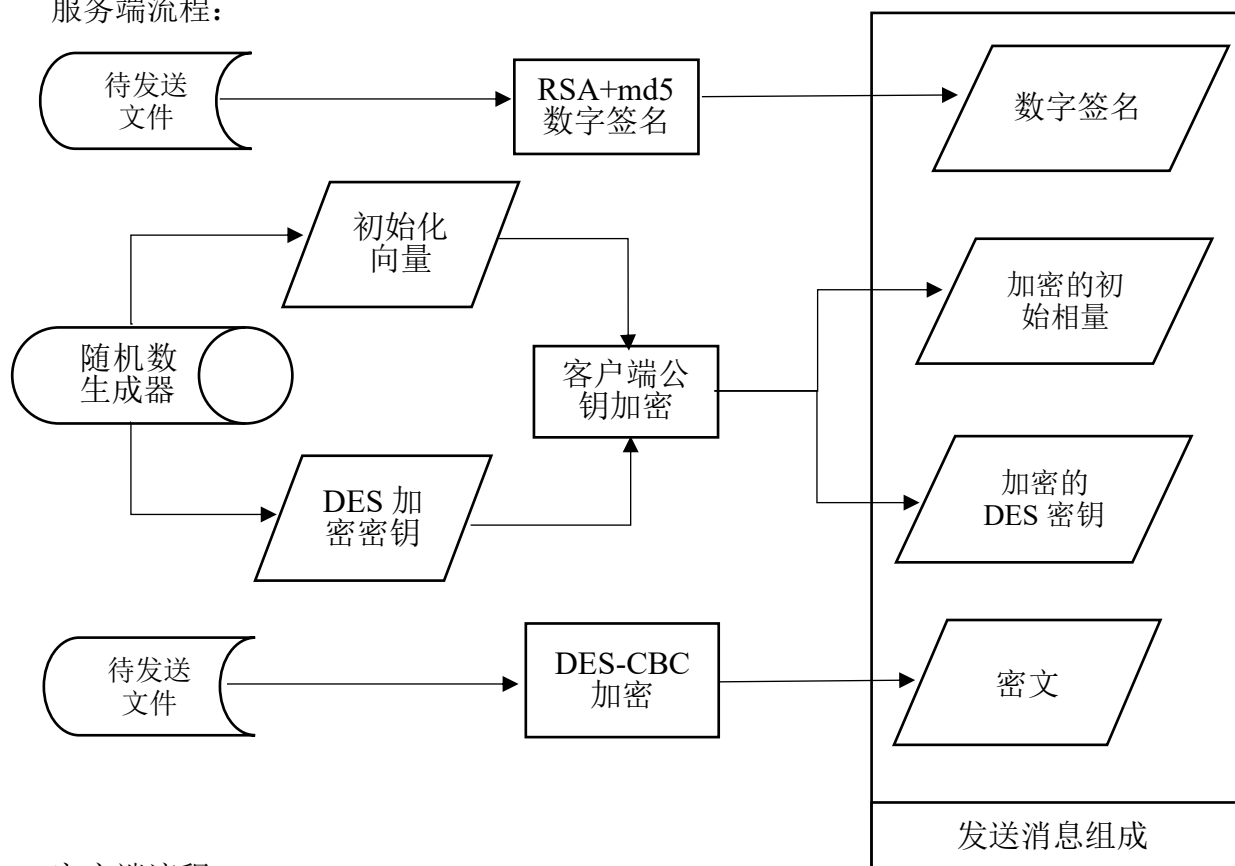 服务端流程：
待发送
文件
RSA+md5
数字签名
数字签名
初始化
向量
加密的初
始相量
随机数
生成器
客户端公
钥加密
DES 加
密密钥
加密的
DES 密钥
待发送
文件
DES-CBC
加密
密文
发送消息组成